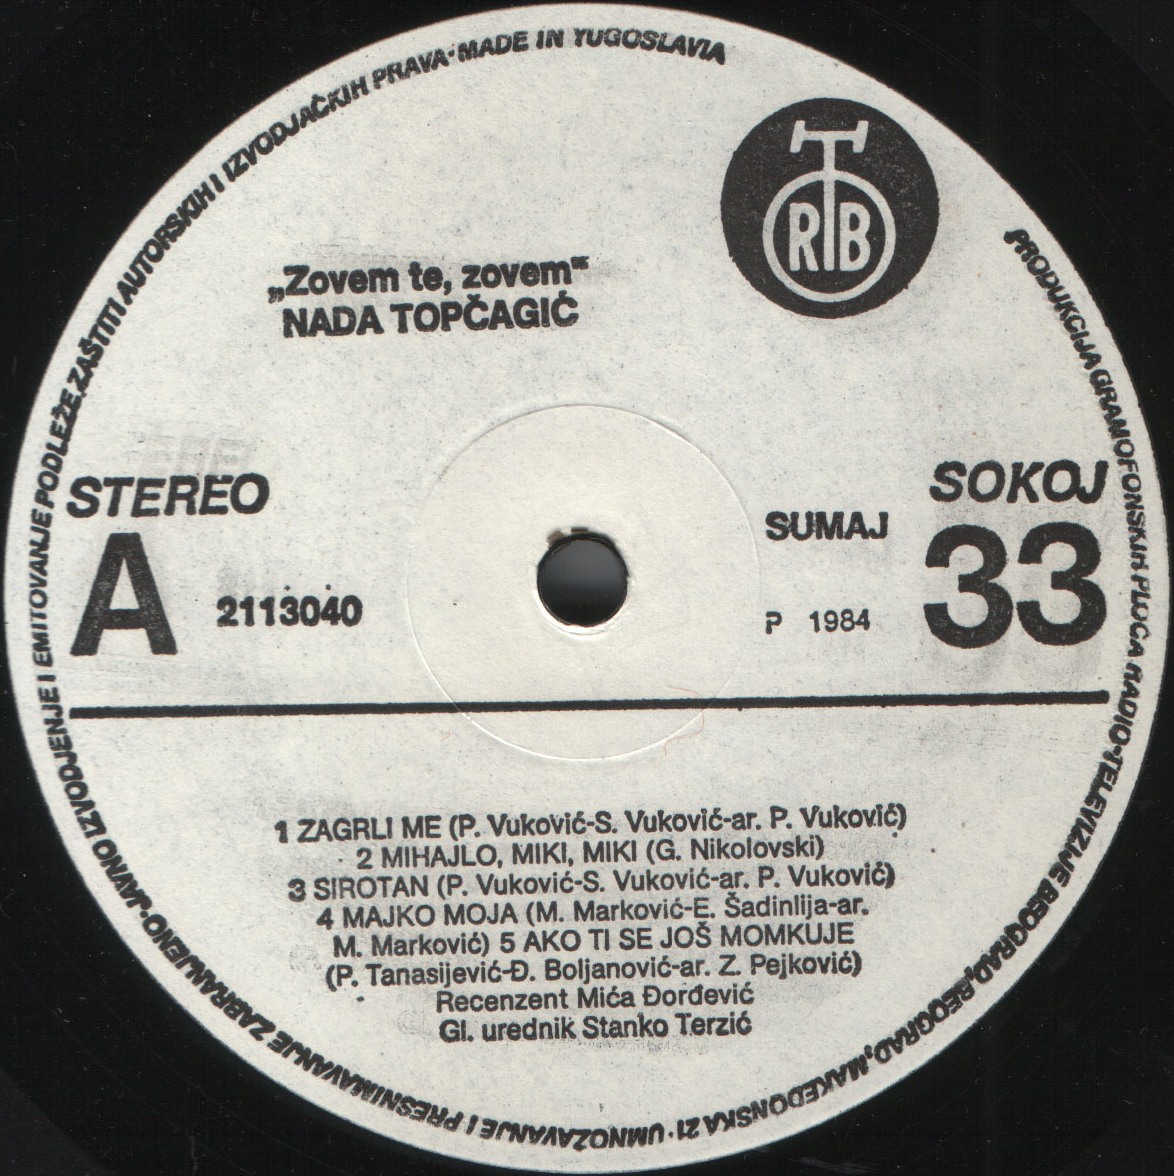 PRODUKCIJA GRAMOFONSKIH PLOČA RADIO-TELEVIZIJE BEOGRAD, BEOGRAD, MAKEDONSKA 21 · UMNOŽAVANJE I PRESNIMAVANJE ZABRANJENO · JAVNO IZVODJENJE I EMITOVANJE PODLEŽE ZAŠTITI AUTORSKIH I IZVODJAČKIH PRAVA · MADE IN YUGOSLAVIA
T
RTB
„Zovem te, zovem“
NADA TOPČAGIĆ
STEREO
A
2113040
SOKOJ
SUMAJ
33
P 1984
1 ZAGRLI ME (P. Vuković-S. Vuković-ar. P. Vuković)
2 MIHAJLO, MIKI, MIKI (G. Nikolovski)
3 SIROTAN (P. Vuković-S. Vuković-ar. P. Vuković)
4 MAJKO MOJA (M. Marković-E. Šadinlija-ar.
M. Marković) 5 AKO TI SE JOŠ MOMKUJE
(P. Tanasijević-Đ. Boljanović-ar. Z. Pejković)
Recenzent Mića Đorđević
Gl. urednik Stanko Terzić